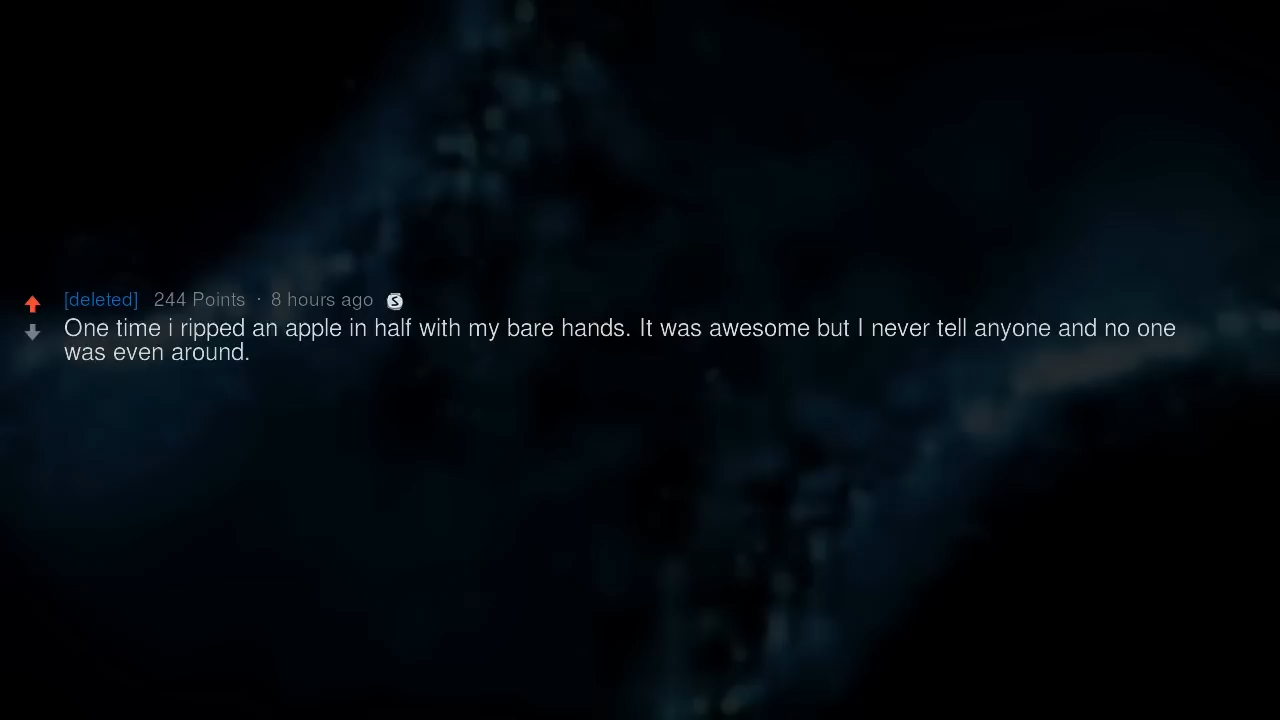 [deleted] 244 Points · 8 hours ago S
One time i ripped an apple in half with my bare hands. It was awesome but I never tell anyone and no one
was even around.